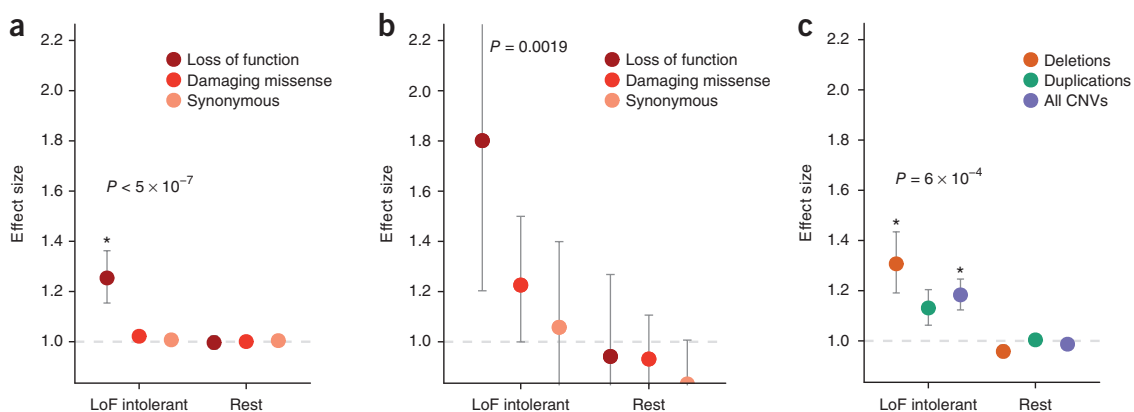 a
2.2
2.0
1.8
1.6
1.4
1.2
1.0
Effect size
Loss of function
Damaging missense
Synonymous
P < 5 × 10⁻⁷
*
LoF intolerant Rest
b
2.2
2.0
1.8
1.6
1.4
1.2
1.0
Effect size
P = 0.0019
Loss of function
Damaging missense
Synonymous
LoF intolerant Rest
c
2.2
2.0
1.8
1.6
1.4
1.2
1.0
Effect size
Deletions
Duplications
All CNVs
P = 6 × 10⁻⁴
*
*
LoF intolerant Rest